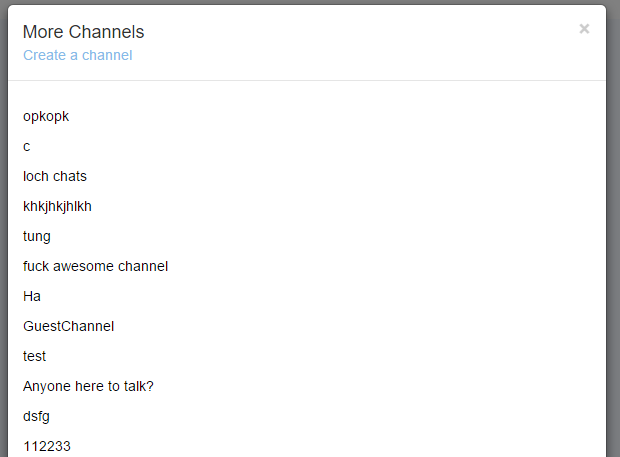 More Channels
×
Create a channel
opkopk
c
loch chats
khkjhkjhlkh
tung
fuck awesome channel
Ha
GuestChannel
test
Anyone here to talk?
dsfg
112233